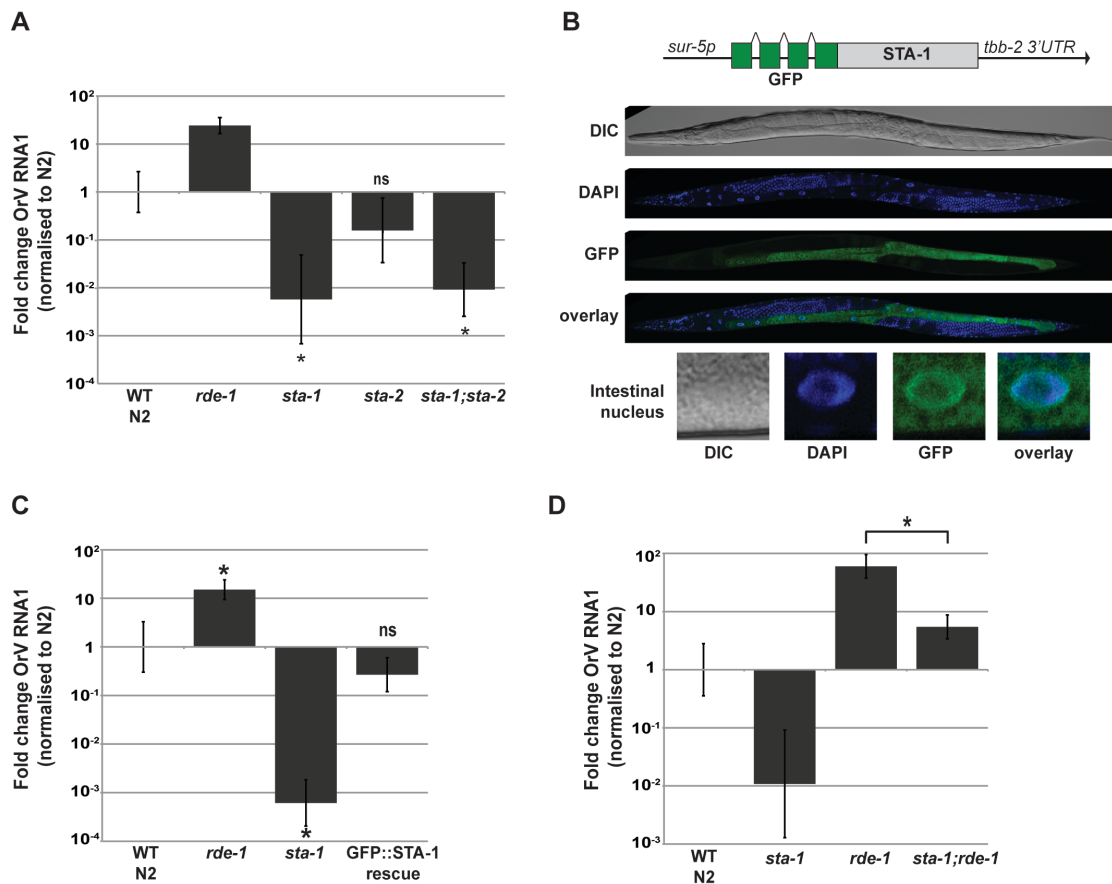 A
Fold change OrV RNA1
(normalised to N2)
10²
10
1
10⁻¹
10⁻²
10⁻³
10⁻⁴
ns
*
*
WT
N2
rde-1
sta-1
sta-2
sta-1;sta-2
B
sur-5p
STA-1
tbb-2 3'UTR
GFP
DIC
DAPI
GFP
overlay
Intestinal
nucleus
DIC
DAPI
GFP
overlay
C
Fold change OrV RNA1
(normalised to N2)
10²
10
1
10⁻¹
10⁻²
10⁻³
10⁻⁴
*
ns
*
WT
N2
rde-1
sta-1
GFP::STA-1
rescue
D
Fold change OrV RNA1
(normalised to N2)
10²
10
1
10⁻¹
10⁻²
10⁻³
*
WT
N2
sta-1
rde-1
sta-1;rde-1